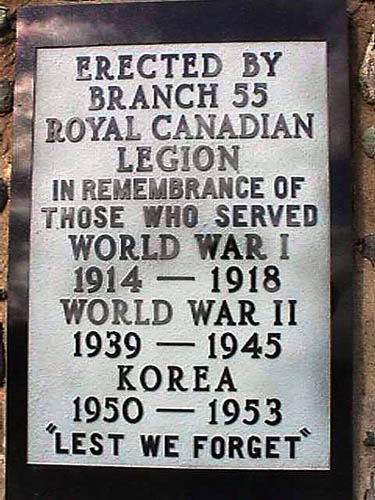 ERECTED BY
BRANCH 55
ROYAL CANADIAN
LEGION
IN REMEMBRANCE OF
THOSE WHO SERVED
WORLD WAR I
1914 — 1918
WORLD WAR II
1939 — 1945
KOREA
1950 — 1953
"LEST WE FORGET"